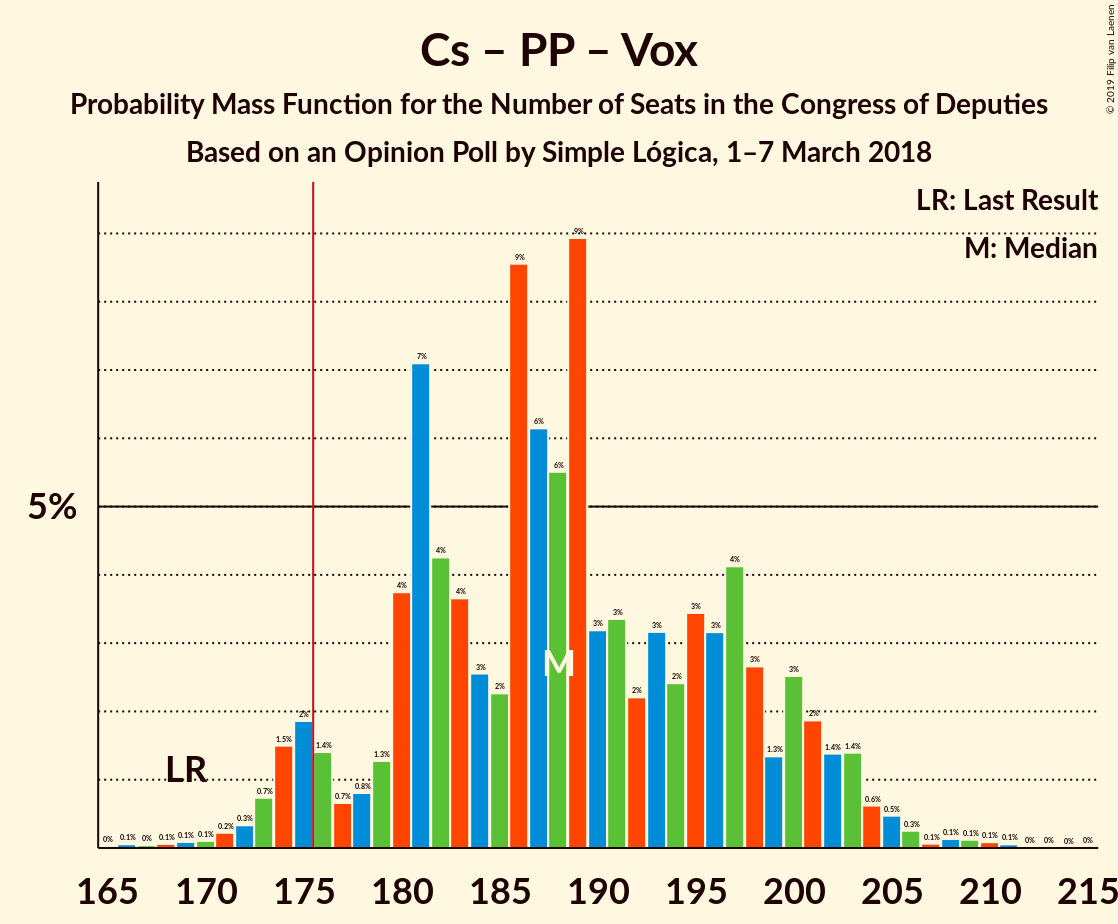 Cs – PP – Vox
Probability Mass Function for the Number of Seats in the Congress of Deputies
Based on an Opinion Poll by Simple Lógica, 1–7 March 2018
© 2019 Filip van Laenen
LR: Last Result
M: Median
5%
LR
M
0% 0.1% 0% 0.1% 0.1% 0.1% 0.2% 0.3% 0.7% 1.5% 2% 1.4% 0.7% 0.8% 1.3% 4% 7% 4% 4% 3% 2% 9% 6% 6% 9% 3% 3% 2% 3% 2% 3% 3% 4% 3% 1.3% 3% 2% 1.4% 1.4% 0.6% 0.5% 0.3% 0.1% 0.1% 0.1% 0.1% 0.1% 0% 0% 0% 0%
165 170 175 180 185 190 195 200 205 210 215